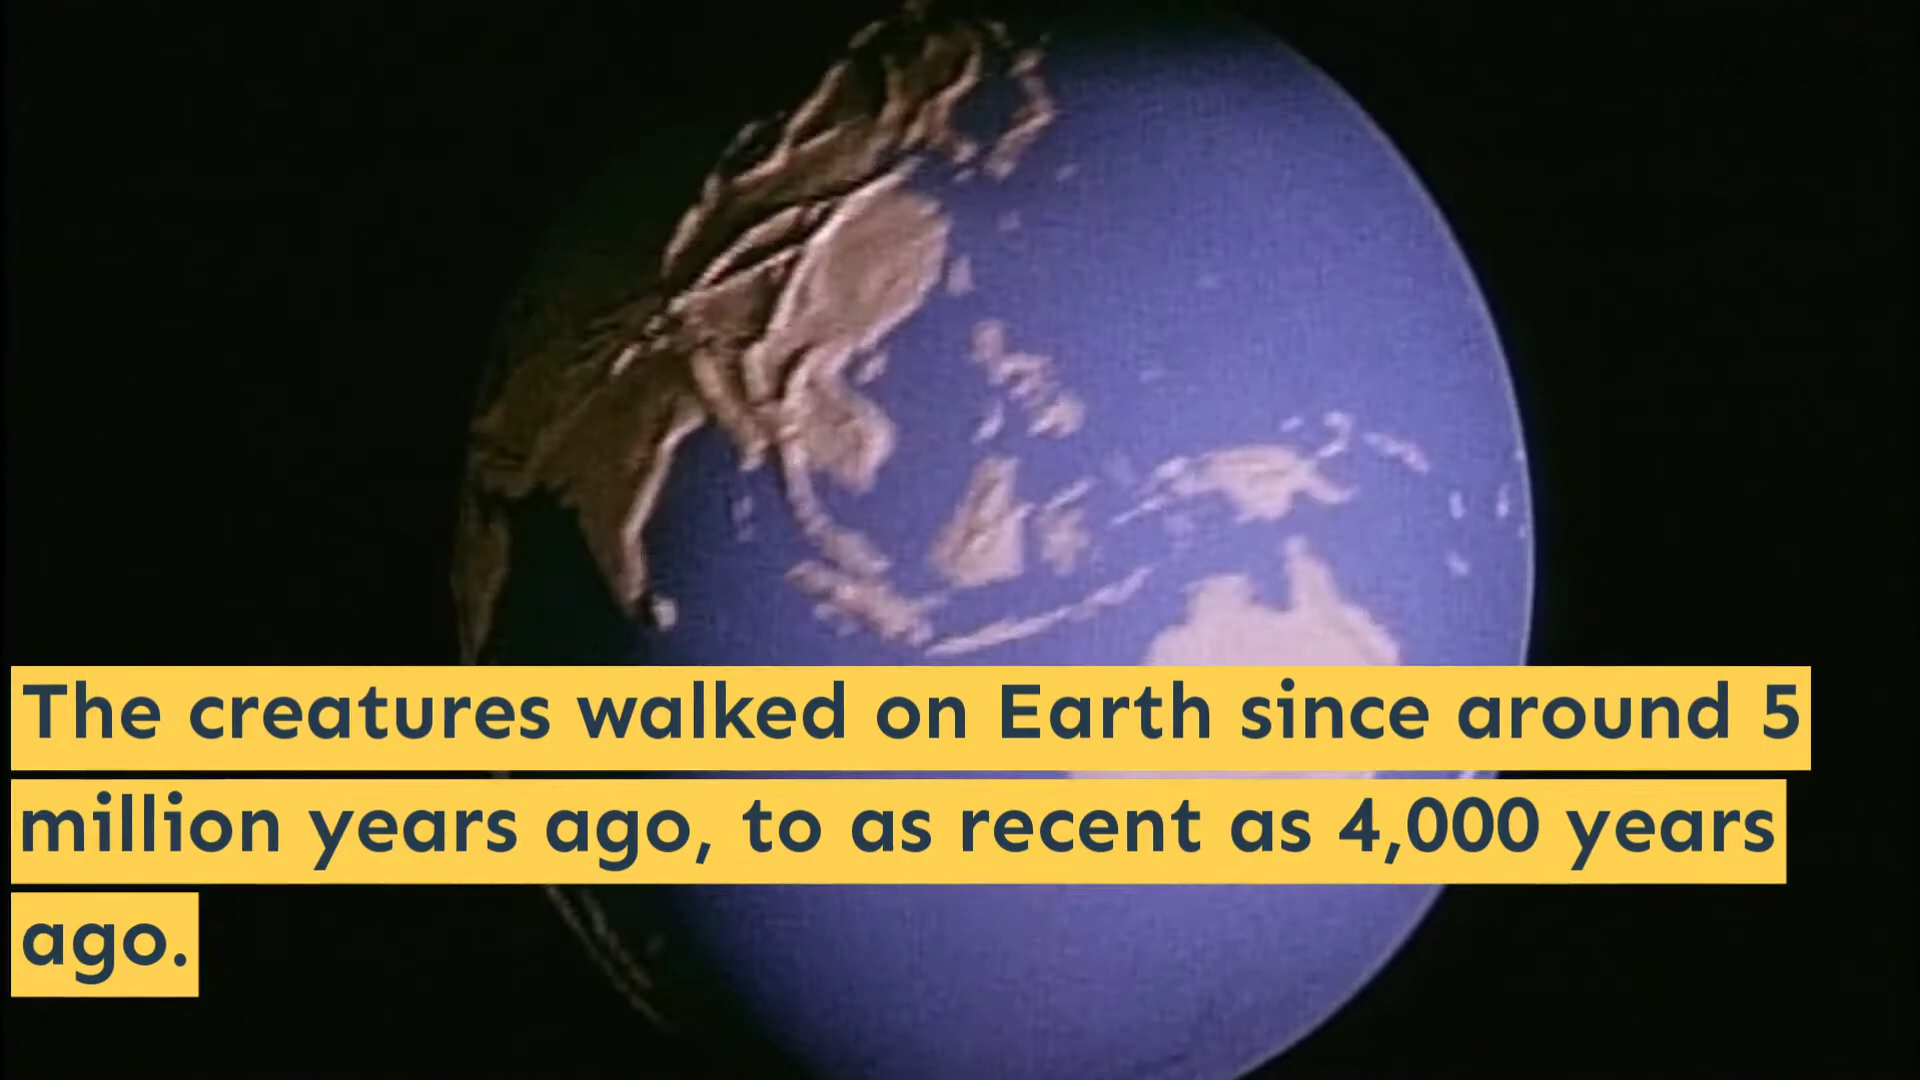 The creatures walked on Earth since around 5
million years ago, to as recent as 4,000 years
ago.